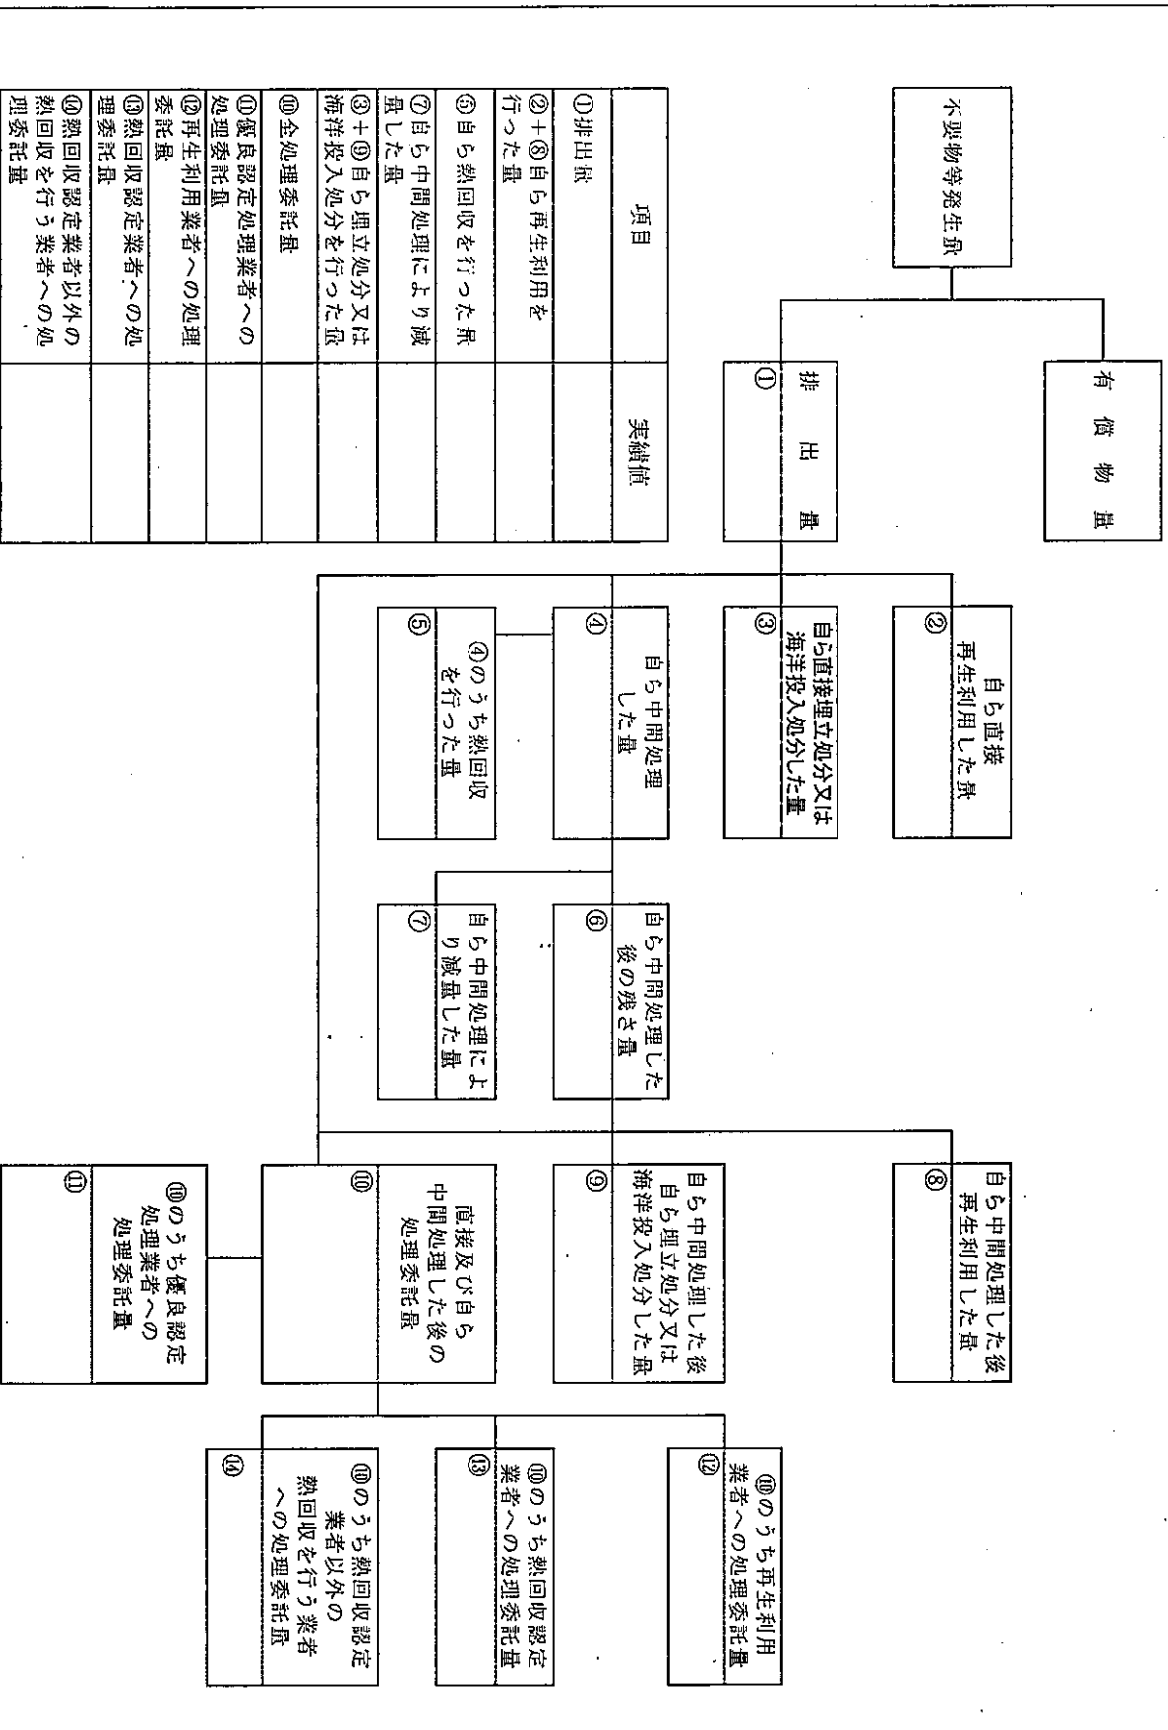 不要物等発生量
有償物量
排出量
①
自ら直接
再生利用した量
②
自ら直接埋立処分又は
海洋投入処分した量
③
自ら中間処理
した量
④
④のうち熱回収
を行った量
⑤
自ら中間処理した
後の残さ量
⑥
自ら中間処理によ
り減量した量
⑦
自ら中間処理した後
再生利用した量
⑧
自ら中間処理した後
自ら埋立処分又は
海洋投入処分した量
⑨
直接及び自ら
中間処理した後の
処理委託量
⑩
⑩のうち優良認定
処理業者への
処理委託量
⑪
⑩のうち再生利用
業者への処理委託量
⑫
⑩のうち熱回収認定
業者への処理委託量
⑬
⑩のうち熱回収認定
業者以外の
熱回収を行う業者
への処理委託量
⑭
項目
実績値
①排出量
②+⑧自ら再生利用を
行った量
⑤自ら熱回収を行った量
⑦自ら中間処理により減
量した量
③+⑨自ら埋立処分又は
海洋投入処分を行った量
⑩全処理委託量
⑪優良認定処理業者への
処理委託量
⑫再生利用業者への処理
委託量
⑬熱回収認定業者への処
理委託量
⑭熱回収認定業者以外の
熱回収を行う業者への処
理委託量